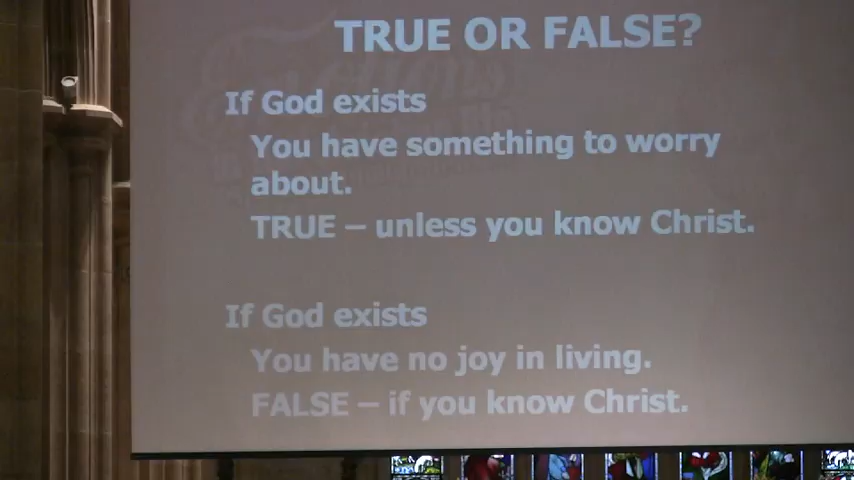 TRUE OR FALSE?
If God exists
You have something to worry
about.
TRUE – unless you know Christ.
If God exists
You have no joy in living.
FALSE – if you know Christ.